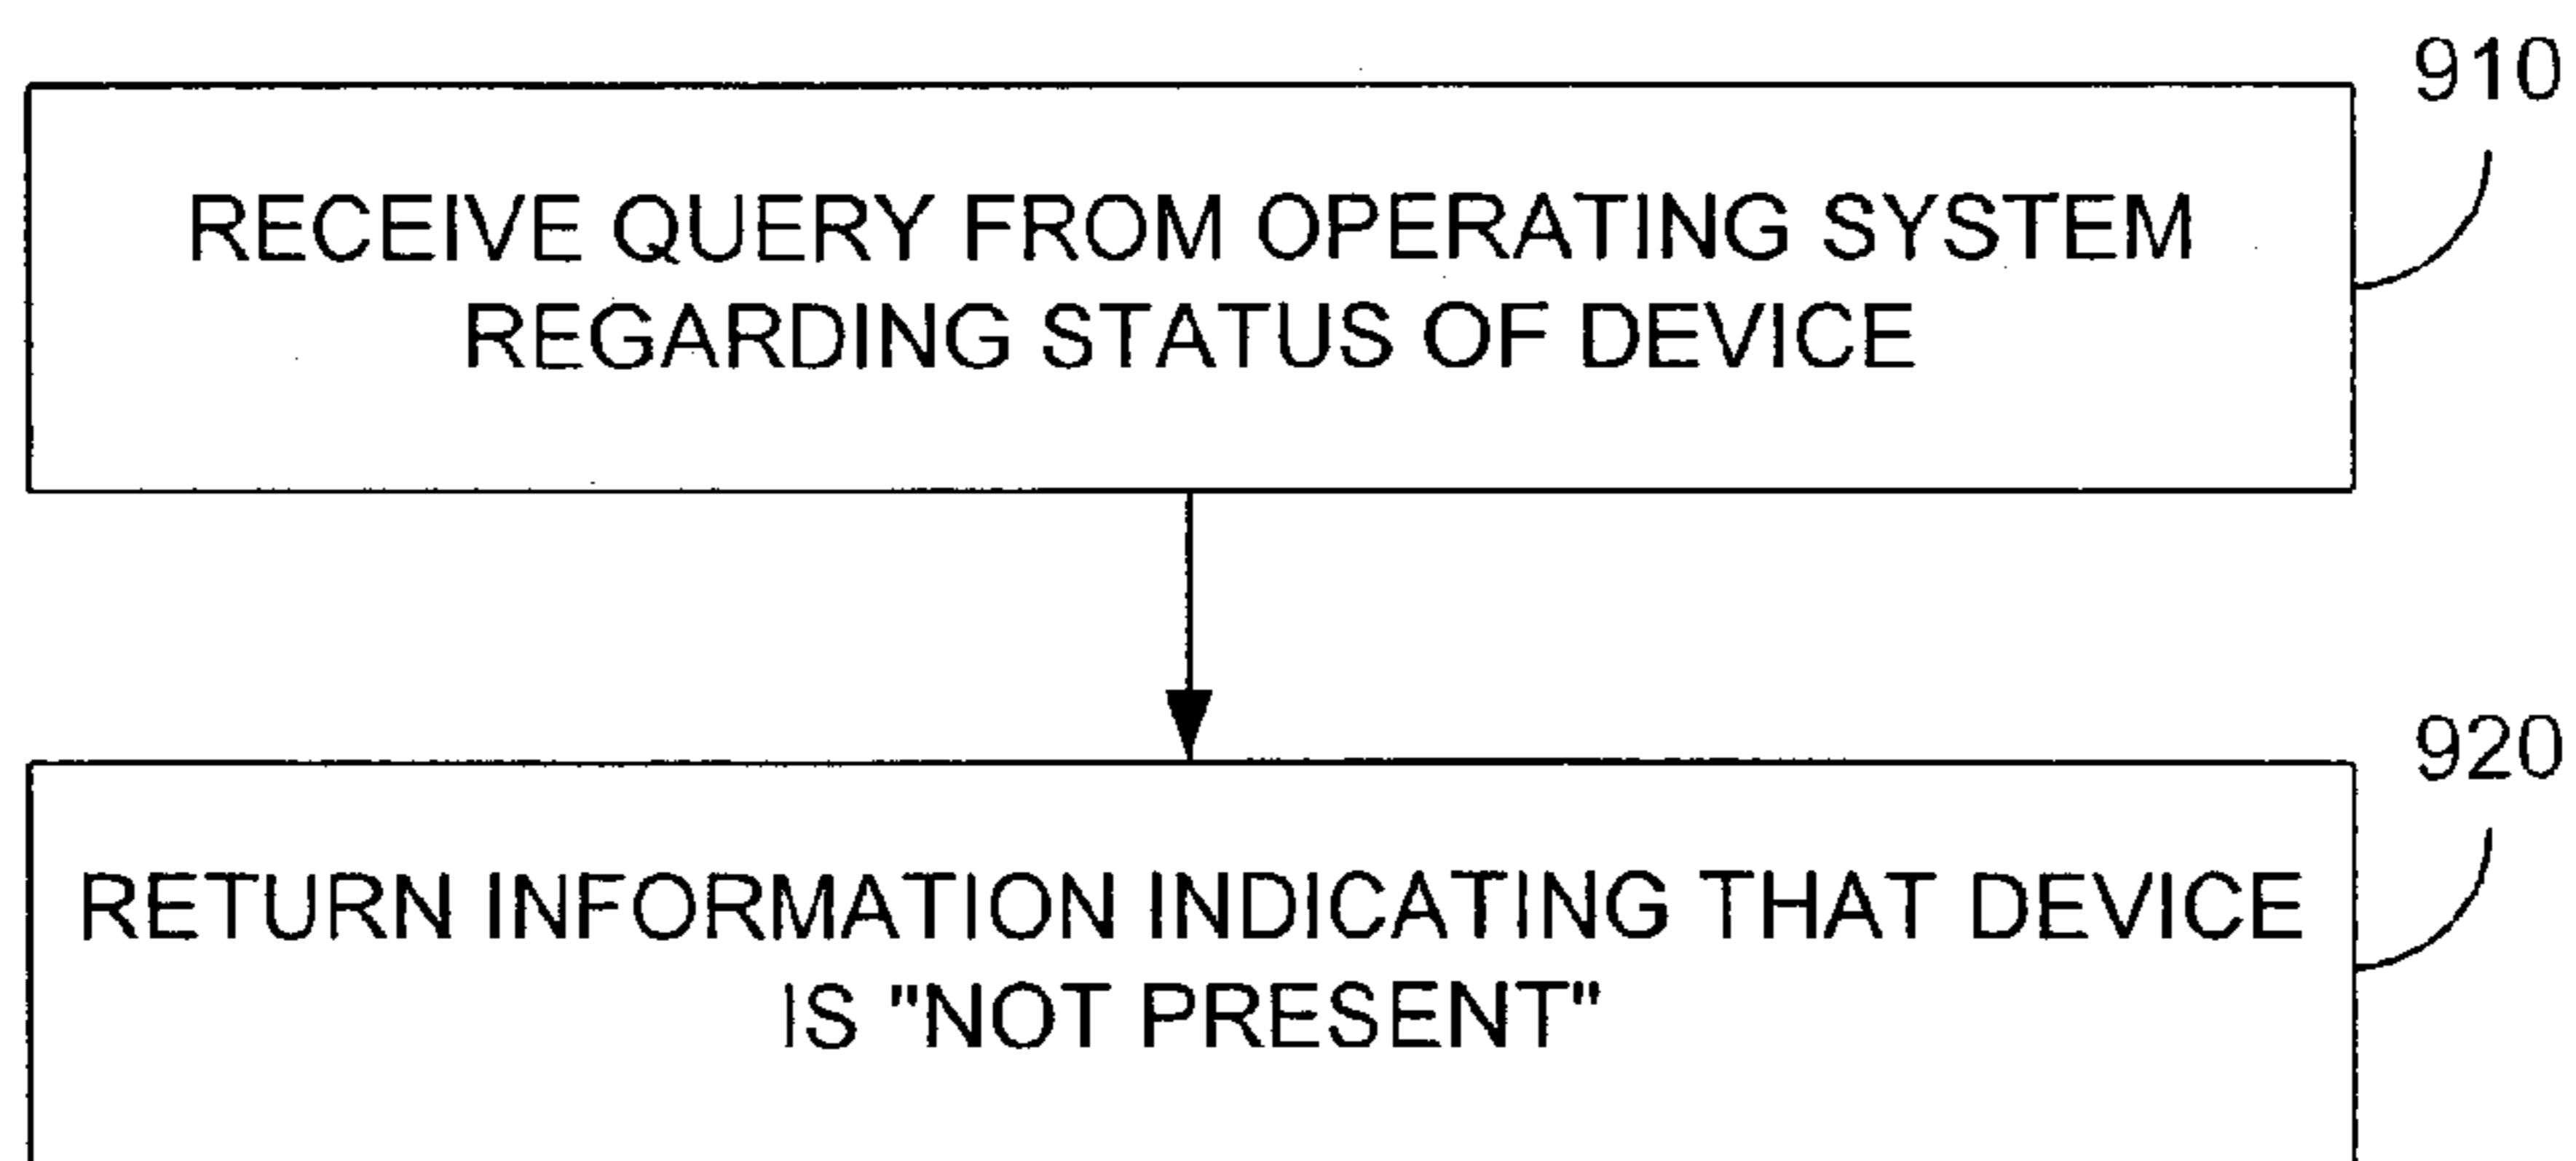 910
RECEIVE QUERY FROM OPERATING SYSTEM
REGARDING STATUS OF DEVICE
920
RETURN INFORMATION INDICATING THAT DEVICE
IS "NOT PRESENT"